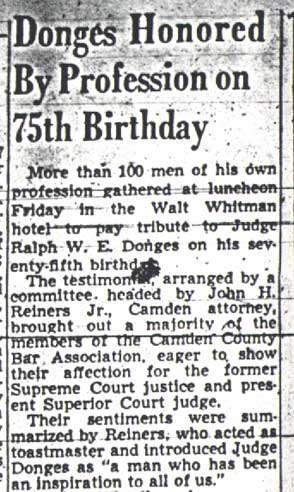 Donges Honored
By Profession on
75th Birthday
More than 100 men of his own
profession gathered at luncheon
Friday in the Walt Whitman
hotel to pay tribute to Judge
Ralph W. E. Donges on his sev-
enty-fifth birthday.
The testimonial, arranged by a
committee headed by John H.
Reiners Jr., Camden attorney,
brought out a majority of the
members of the Camden County
Bar Association, eager to show
their affection for the former
Supreme Court justice and pres-
ent Superior Court judge.
Their sentiments were sum-
marized by Reiners, who acted as
toastmaster and introduced Judge
Donges as "a man who has been
an inspiration to all of us."